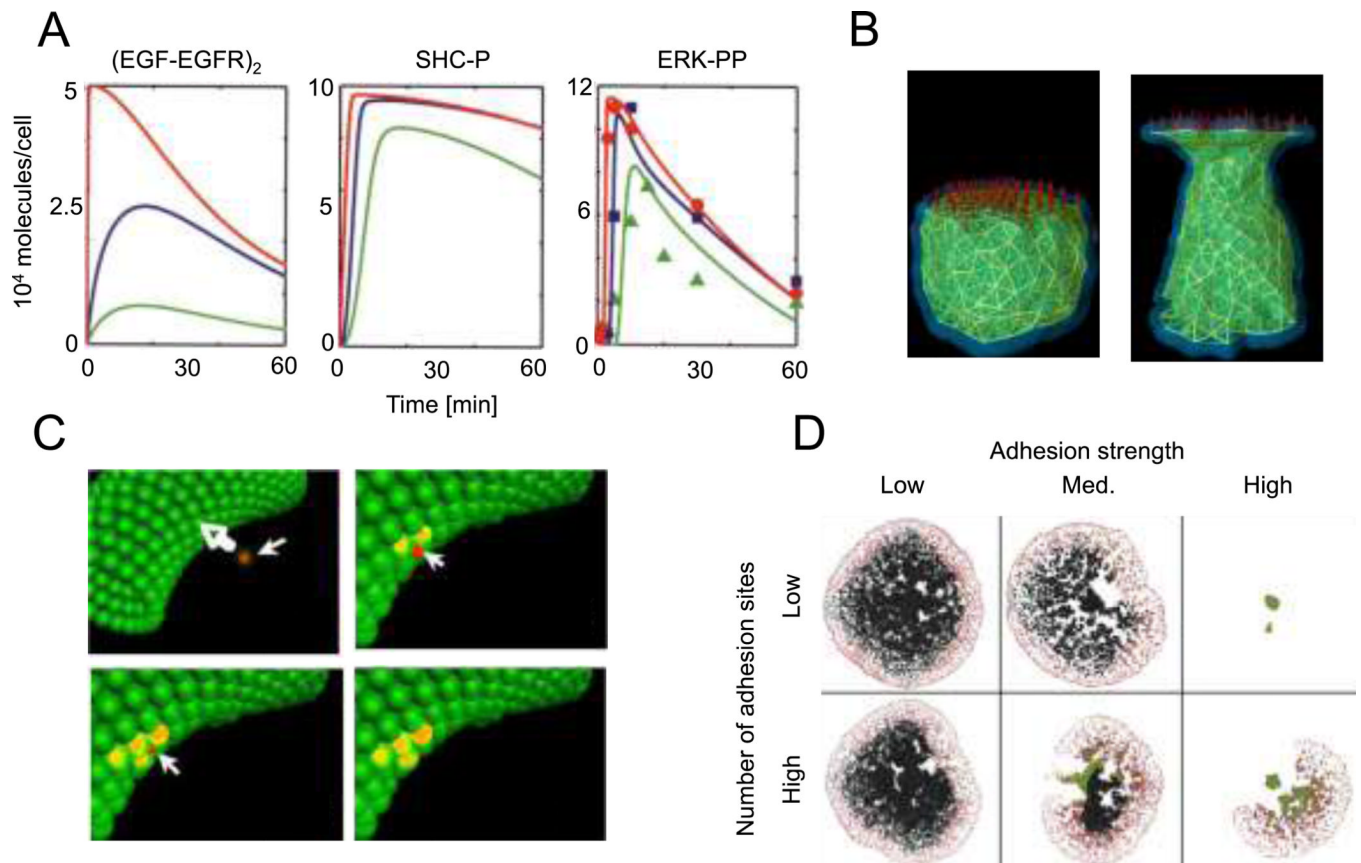 A
B
(EGF-EGFR)2
SHC-P
ERK-PP
5
2.5
0
10
5
0
12
6
0
10⁴ molecules/cell
0 30 60
0 30 60
0 30 60
Time [min]
C
D
Adhesion strength
Low Med. High
Number of adhesion sites
Low
High